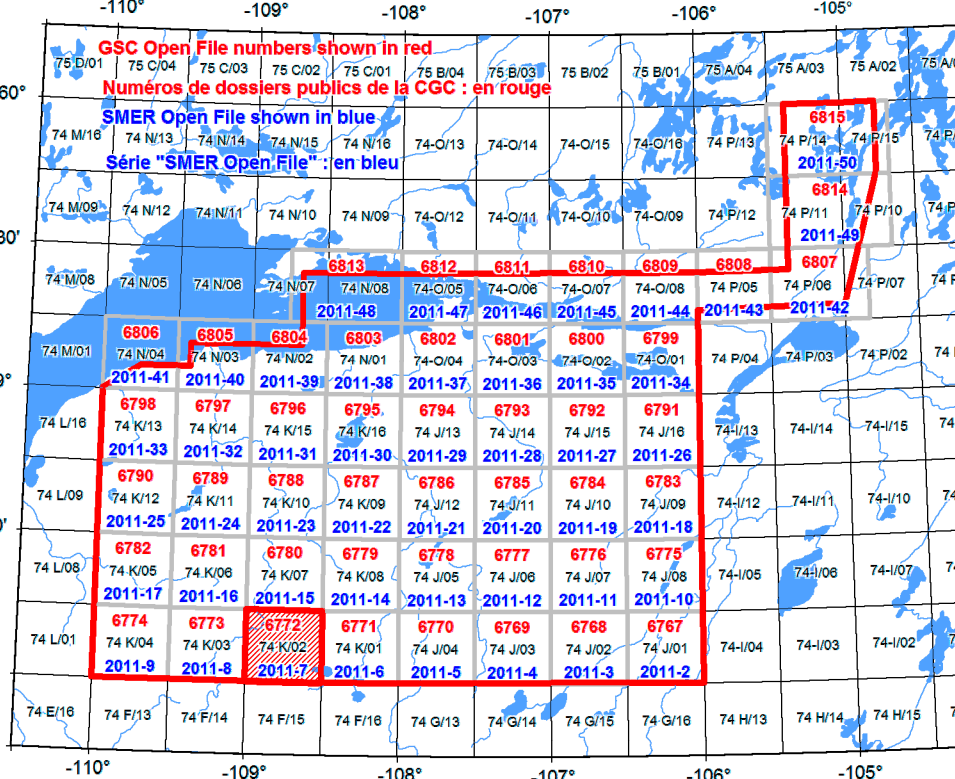 -110° -109° -108° -107° -106° -105°
GSC Open File numbers shown in red
75 D/01 75 C/04 75 C/03 75 C/02 75 C/01 75 B/04 75 B/03 75 B/02 75 B/01 75 A/04 75 A/03 75 A/02
Numéros de dossiers publics de la CGC : en rouge
60°
SMER Open File shown in blue
6815
74 M/16 74 N/13 74 N/14 74 N/15 74 N/16 74-O/13 74-O/14 74-O/15 74-O/16 74 P/13 74 P/14 74 P/15
Série "SMER Open File" : en bleu
2011-50
6814
74 M/09 74 N/12 74 N/11 74 N/10 74 N/09 74-O/12 74-O/11 74-O/10 74-O/09 74 P/12 74 P/11 74 P/10
2011-49
30'
6813 6812 6811 6810 6809 6808 6807
74 M/08 74 N/05 74 N/06 74 N/07 74 N/08 74-O/05 74-O/06 74-O/07 74-O/08 74 P/05 74 P/06 74 P/07
2011-48 2011-47 2011-46 2011-45 2011-44 2011-43 2011-42
6806 6805 6804 6803 6802 6801 6800 6799
74 M/01 74 N/04 74 N/03 74 N/02 74 N/01 74-O/04 74-O/03 74-O/02 74-O/01 74 P/04 74 P/03 74 P/02
2011-41 2011-40 2011-39 2011-38 2011-37 2011-36 2011-35 2011-34
9°
6798 6797 6796 6795 6794 6793 6792 6791
74 L/16 74 K/13 74 K/14 74 K/15 74 K/16 74 J/13 74 J/14 74 J/15 74 J/16 74-I/13 74-I/14 74-I/15
2011-33 2011-32 2011-31 2011-30 2011-29 2011-28 2011-27 2011-26
6790 6789 6788 6787 6786 6785 6784 6783
74 L/09 74 K/12 74 K/11 74 K/10 74 K/09 74 J/12 74 J/11 74 J/10 74 J/09 74-I/12 74-I/11 74-I/10
2011-25 2011-24 2011-23 2011-22 2011-21 2011-20 2011-19 2011-18
0'
6782 6781 6780 6779 6778 6777 6776 6775
74 L/08 74 K/05 74 K/06 74 K/07 74 K/08 74 J/05 74 J/06 74 J/07 74 J/08 74-I/05 74-I/06 74-I/07
2011-17 2011-16 2011-15 2011-14 2011-13 2011-12 2011-11 2011-10
6774 6773 6772 6771 6770 6769 6768 6767
74 L/01 74 K/04 74 K/03 74 K/02 74 K/01 74 J/04 74 J/03 74 J/02 74 J/01 74-I/04 74-I/03 74-I/02
2011-9 2011-8 2011-7 2011-6 2011-5 2011-4 2011-3 2011-2
74 E/16 74 F/13 74 F/14 74 F/15 74 F/16 74 G/13 74 G/14 74 G/15 74 G/16 74 H/13 74 H/14 74 H/15
-110° -109° -108° -107° -106° -105°